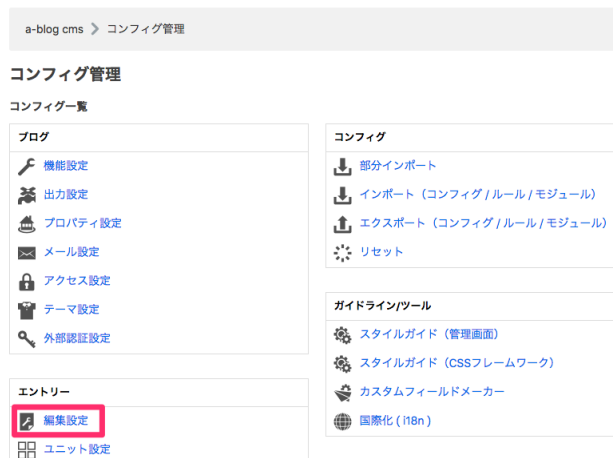 a-blog cms > コンフィグ管理
コンフィグ管理
コンフィグ一覧
ブログ
機能設定
出力設定
プロパティ設定
メール設定
アクセス設定
テーマ設定
外部認証設定
エントリー
編集設定
ユニット設定
コンフィグ
部分インポート
インポート（コンフィグ / ルール / モジュール）
エクスポート（コンフィグ / ルール / モジュール）
リセット
ガイドライン/ツール
スタイルガイド（管理画面）
スタイルガイド（CSSフレームワーク）
カスタムフィールドメーカー
国際化 ( i18n )